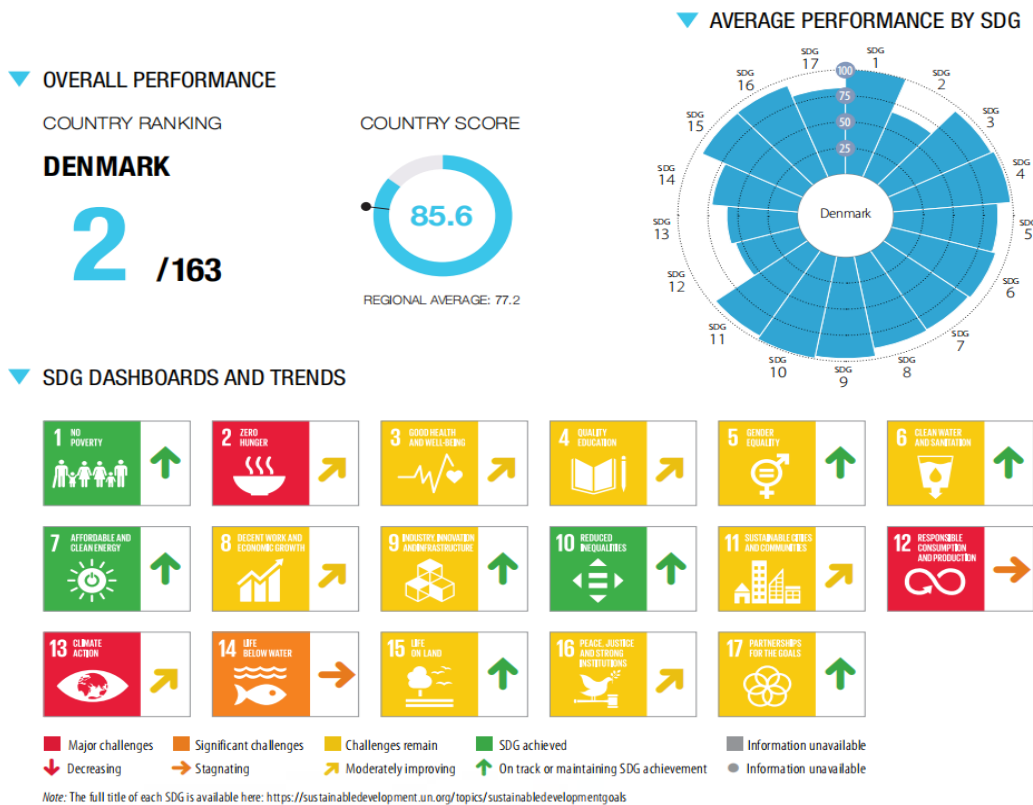 AVERAGE PERFORMANCE BY SDG
OVERALL PERFORMANCE
COUNTRY RANKING
DENMARK
2 /163
COUNTRY SCORE
85.6
REGIONAL AVERAGE: 77.2
SDG 1
SDG 2
SDG 3
SDG 4
SDG 5
SDG 6
SDG 7
SDG 8
SDG 9
SDG 10
SDG 11
SDG 12
SDG 13
SDG 14
SDG 15
SDG 16
SDG 17
100
75
50
25
Denmark
SDG DASHBOARDS AND TRENDS
1 NO
POVERTY
2 ZERO
HUNGER
3 GOOD HEALTH
AND WELL-BEING
4 QUALITY
EDUCATION
5 GENDER
EQUALITY
6 CLEAN WATER
AND SANITATION
7 AFFORDABLE AND
CLEAN ENERGY
8 DECENT WORK AND
ECONOMIC GROWTH
9 INDUSTRY, INNOVATION
AND INFRASTRUCTURE
10 REDUCED
INEQUALITIES
11 SUSTAINABLE CITIES
AND COMMUNITIES
12 RESPONSIBLE
CONSUMPTION
AND PRODUCTION
13 CLIMATE
ACTION
14 LIFE
BELOW WATER
15 LIFE
ON LAND
16 PEACE, JUSTICE
AND STRONG
INSTITUTIONS
17 PARTNERSHIPS
FOR THE GOALS
Major challenges Significant challenges Challenges remain SDG achieved Information unavailable
Decreasing Stagnating Moderately improving On track or maintaining SDG achievement Information unavailable
Note: The full title of each SDG is available here: https://sustainabledevelopment.un.org/topics/sustainabledevelopmentgoals